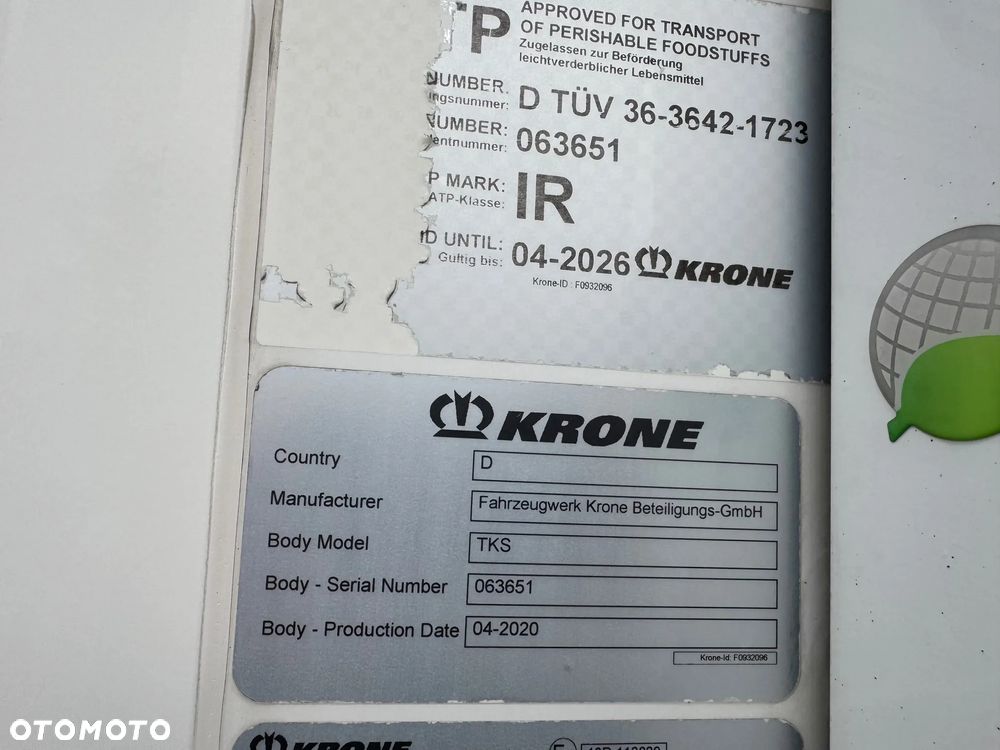 TP
APPROVED FOR TRANSPORT
OF PERISHABLE FOODSTUFFS
Zugelassen zur Beförderung
leichtverderblicher Lebensmittel
NUMBER.
ngsnummer: D TÜV 36-3642-1723
NUMBER:
entnummer: 063651
P MARK:
ATP-Klasse: IR
ID UNTIL:
Gultig bis: 04-2026 KRONE
Krone-ID : F0932096
KRONE
Country D
Manufacturer Fahrzeugwerk Krone Beteiligungs-GmbH
Body Model TKS
Body - Serial Number 063651
Body - Production Date 04-2020
Krone-Id: F0932096
KRONE
OTOMOTO